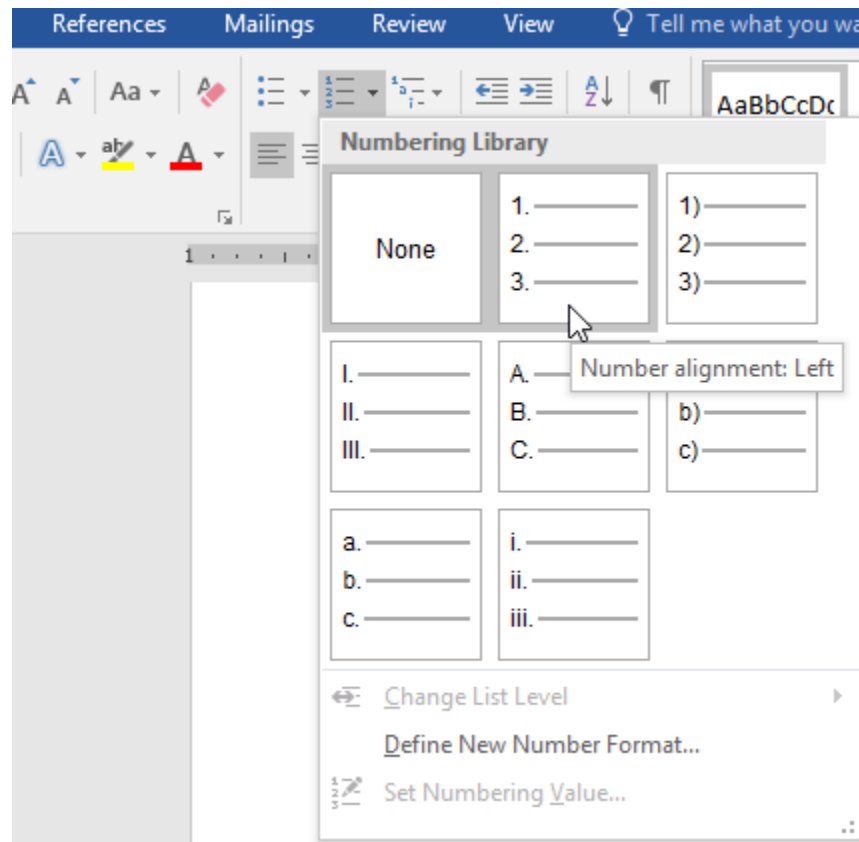 References Mailings Review View Tell me what you wa
A A Aa AaBbCcDc
A ab A
Numbering Library
None
1.
2.
3.
1)
2)
3)
Number alignment: Left
I.
II.
III.
A.
B.
C.
b)
c)
a.
b.
c.
i.
ii.
iii.
Change List Level
Define New Number Format...
Set Numbering Value...